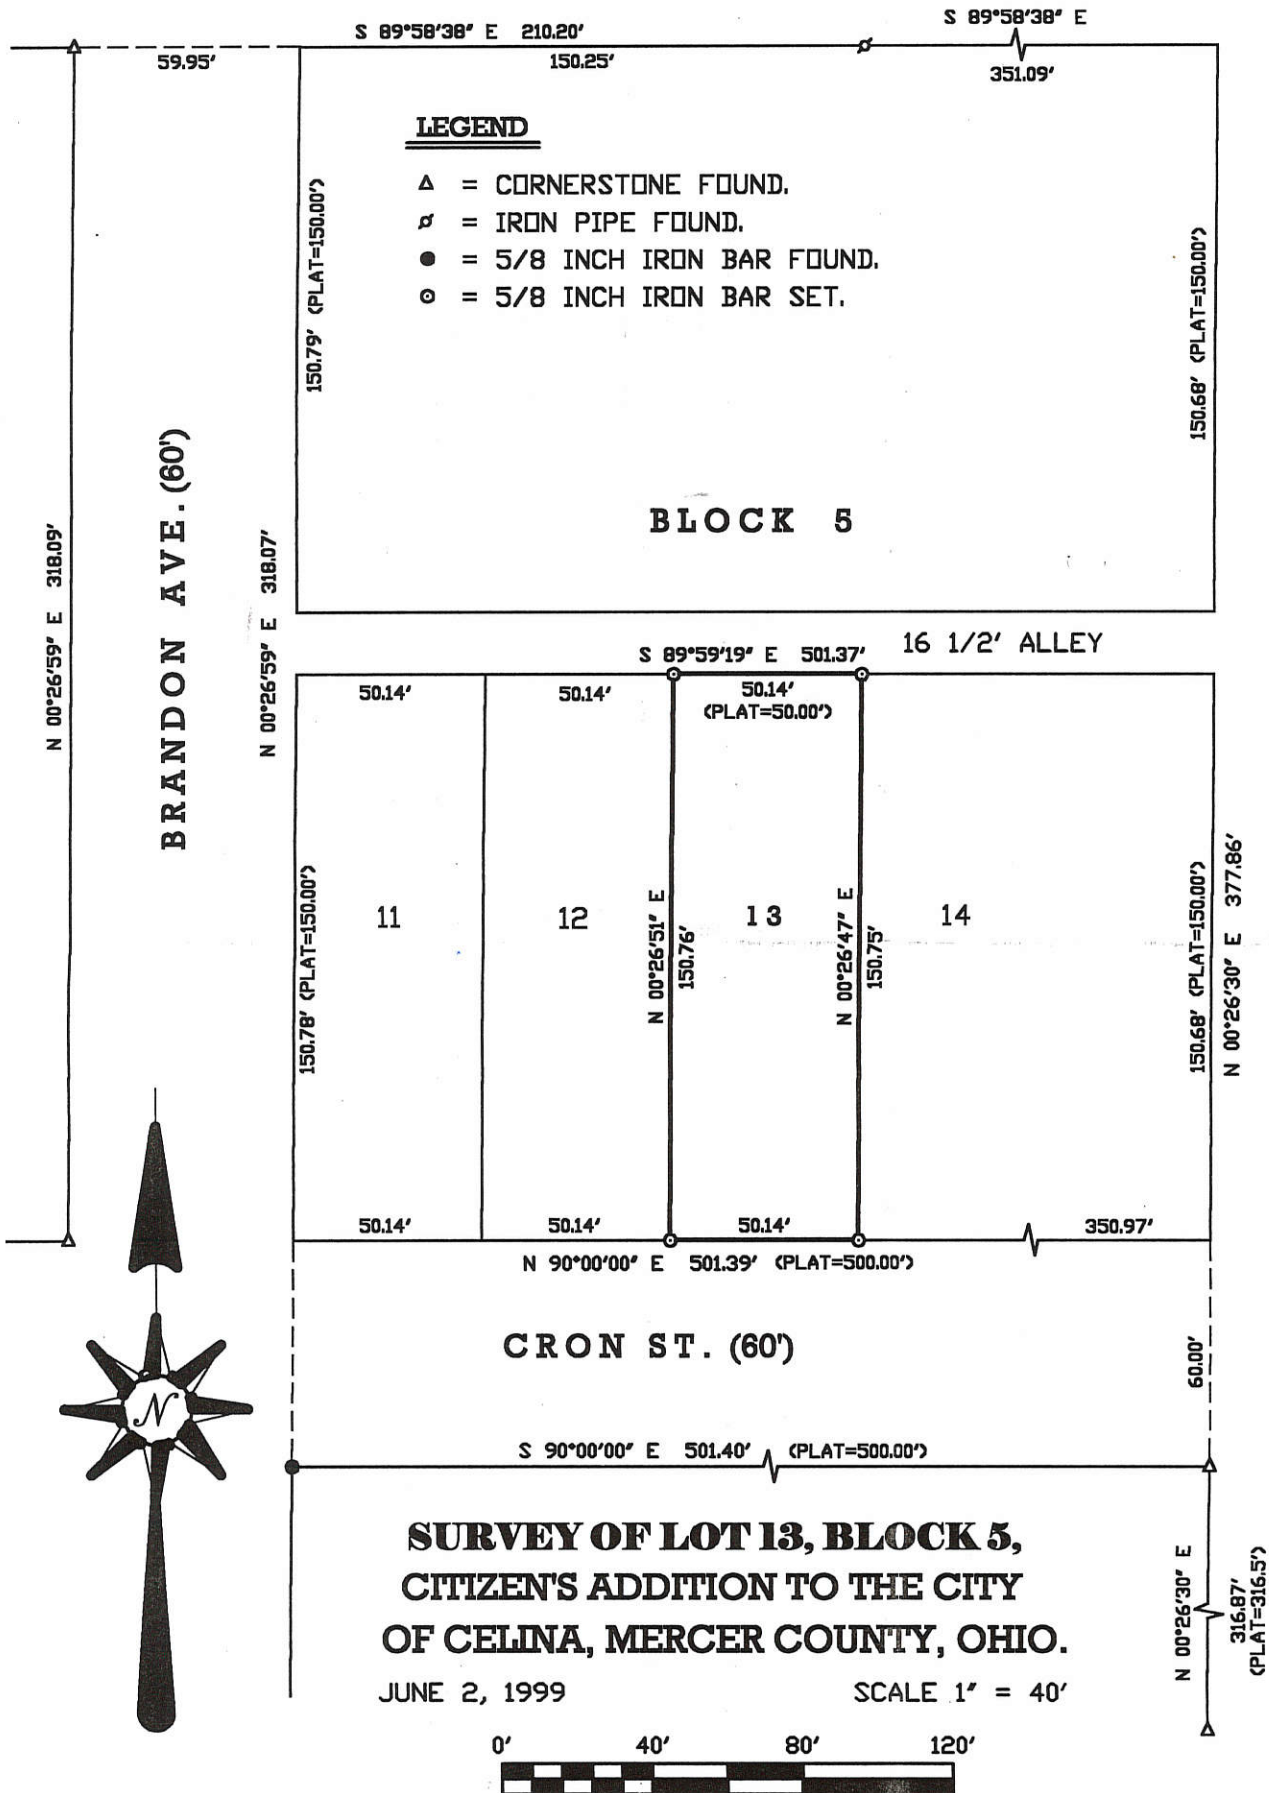 S 89°58'38" E 210.20'
S 89°58'38" E
59.95'
150.25'
351.09'
LEGEND
∆ = CORNERSTONE FOUND.
ø = IRON PIPE FOUND.
● = 5/8 INCH IRON BAR FOUND.
⊙ = 5/8 INCH IRON BAR SET.
150.79' (PLAT=150.00')
150.68' (PLAT=150.00')
BLOCK 5
N 00°26'59" E 318.09'
BRANDON AVE. (60')
N 00°26'59" E 318.07'
16 1/2' ALLEY
S 89°59'19" E 501.37'
50.14'
50.14'
50.14'
(PLAT=50.00')
150.78' (PLAT=150.00')
11
12
N 00°26'51" E
150.76'
13
N 00°26'47" E
150.75'
14
150.68' (PLAT=150.00')
N 00°26'30" E 377.86'
50.14'
50.14'
50.14'
350.97'
N 90°00'00" E 501.39' (PLAT=500.00')
CRON ST. (60')
60.00'
N
S 90°00'00" E 501.40' (PLAT=500.00')
SURVEY OF LOT 13, BLOCK 5,
CITIZEN'S ADDITION TO THE CITY
OF CELINA, MERCER COUNTY, OHIO.
N 00°26'30" E
316.87'
(PLAT=316.5')
JUNE 2, 1999
SCALE 1" = 40'
0' 40' 80' 120'